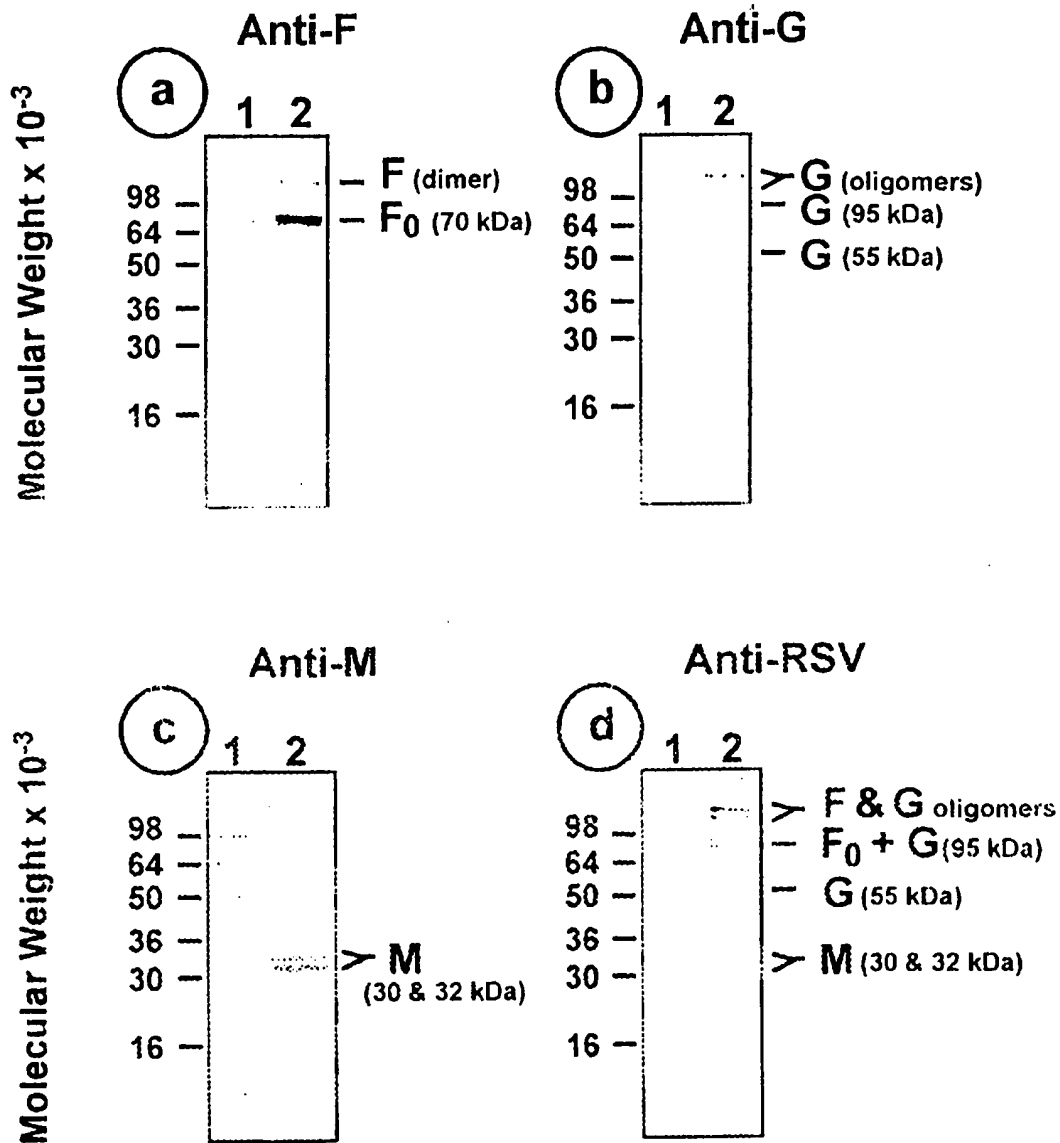 Anti-F
a
1 2
Molecular Weight x 10⁻³
98
64
50
36
30
16
F (dimer)
F₀ (70 kDa)
Anti-G
b
1 2
98
64
50
36
30
16
G (oligomers)
G (95 kDa)
G (55 kDa)
Anti-M
c
1 2
Molecular Weight x 10⁻³
98
64
50
36
30
16
M
(30 & 32 kDa)
Anti-RSV
d
1 2
98
64
50
36
30
16
F & G oligomers
F₀ + G (95 kDa)
G (55 kDa)
M (30 & 32 kDa)